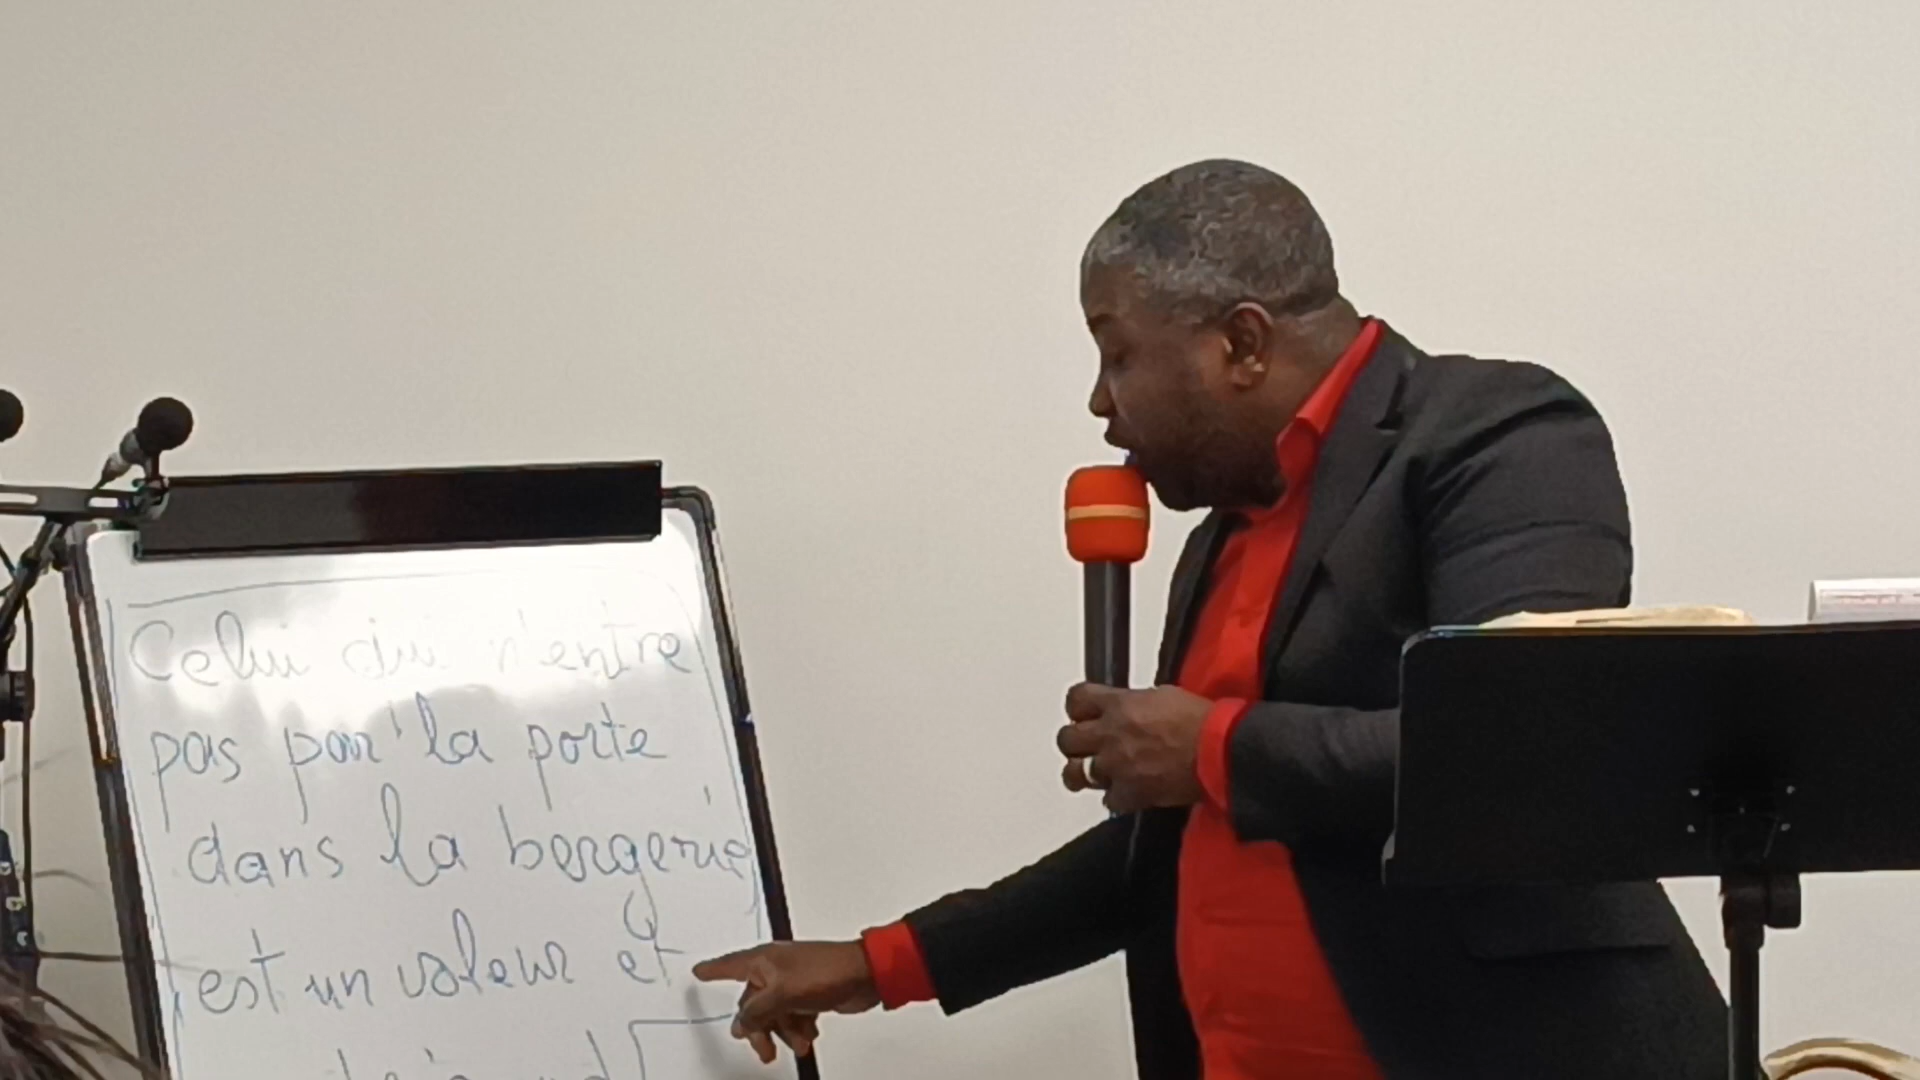 Celui qui n'entre
pas par la porte
dans la bergerie
est un voleur et